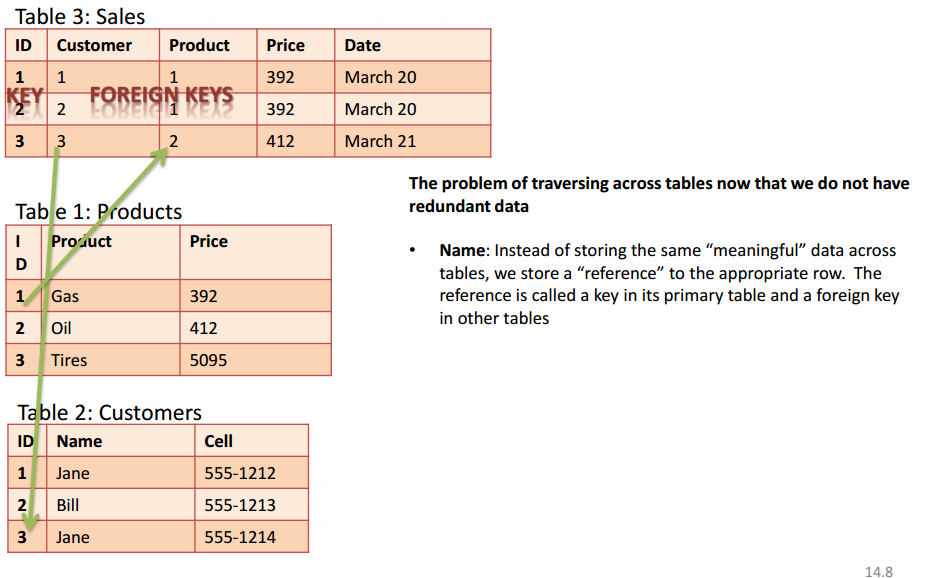 Table 3: Sales
ID Customer Product Price Date
1 1 1 392 March 20
KEY FOREIGN KEYS
2 2 1 392 March 20
3 3 2 412 March 21
The problem of traversing across tables now that we do not have
redundant data
Table 1: Products
I
D Product Price
1 Gas 392
2 Oil 412
3 Tires 5095
• Name: Instead of storing the same “meaningful” data across
tables, we store a “reference” to the appropriate row. The
reference is called a key in its primary table and a foreign key
in other tables
Table 2: Customers
ID Name Cell
1 Jane 555-1212
2 Bill 555-1213
3 Jane 555-1214
14.8